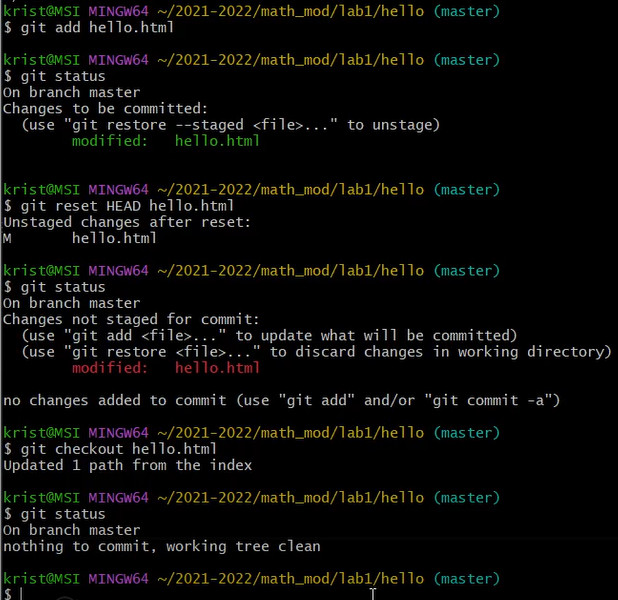 krist@MSI MINGW64 ~/2021-2022/math_mod/lab1/hello (master)
$ git add hello.html
krist@MSI MINGW64 ~/2021-2022/math_mod/lab1/hello (master)
$ git status
On branch master
Changes to be committed:
  (use "git restore --staged <file>..." to unstage)
        modified:   hello.html
krist@MSI MINGW64 ~/2021-2022/math_mod/lab1/hello (master)
$ git reset HEAD hello.html
Unstaged changes after reset:
M       hello.html
krist@MSI MINGW64 ~/2021-2022/math_mod/lab1/hello (master)
$ git status
On branch master
Changes not staged for commit:
  (use "git add <file>..." to update what will be committed)
  (use "git restore <file>..." to discard changes in working directory)
        modified:   hello.html
no changes added to commit (use "git add" and/or "git commit -a")
krist@MSI MINGW64 ~/2021-2022/math_mod/lab1/hello (master)
$ git checkout hello.html
Updated 1 path from the index
krist@MSI MINGW64 ~/2021-2022/math_mod/lab1/hello (master)
$ git status
On branch master
nothing to commit, working tree clean
krist@MSI MINGW64 ~/2021-2022/math_mod/lab1/hello (master)
$